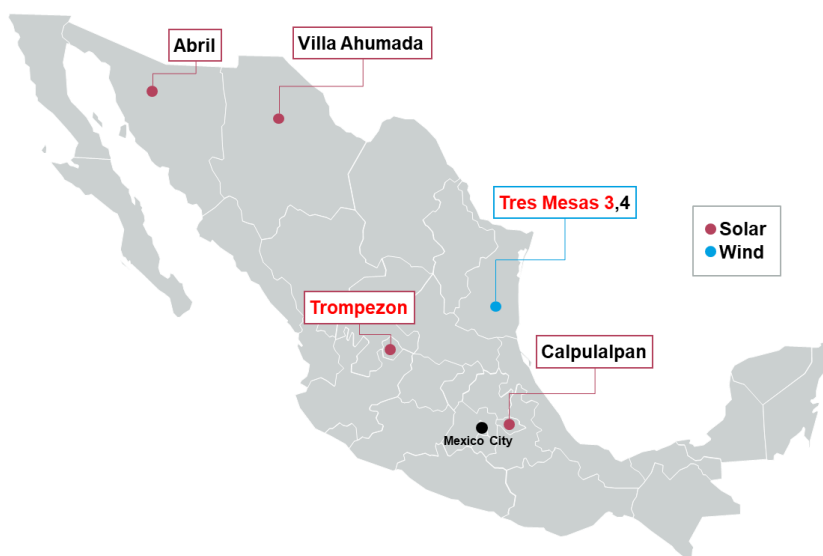 Abril
Villa Ahumada
Tres Mesas 3,4
Solar
Wind
Trompezon
Calpulalpan
Mexico City